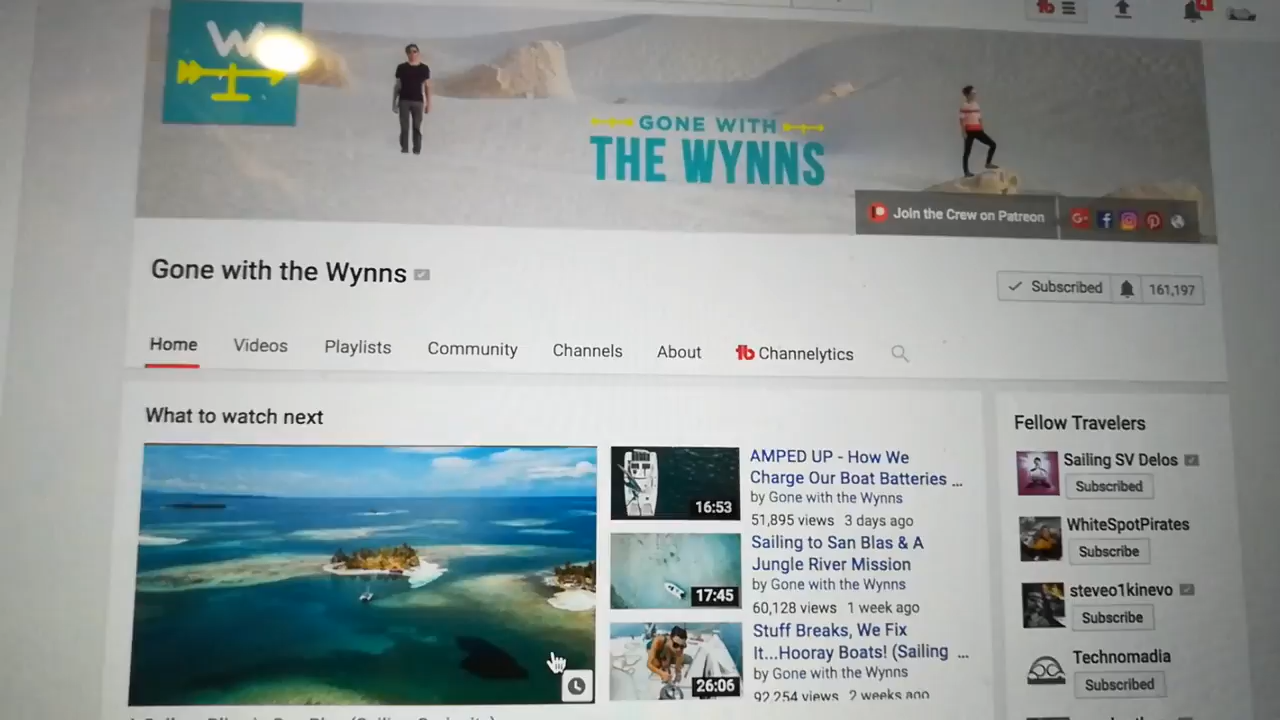 W
GONE WITH
THE WYNNS
Join the Crew on Patreon
G+
Gone with the Wynns
Subscribed
161,197
Home Videos Playlists Community Channels About Channelytics
What to watch next
AMPED UP - How We
Charge Our Boat Batteries ...
by Gone with the Wynns
51,895 views 3 days ago
16:53
Sailing to San Blas & A
Jungle River Mission
by Gone with the Wynns
60,128 views 1 week ago
17:45
Stuff Breaks, We Fix
It...Hooray Boats! (Sailing ...
by Gone with the Wynns
92,254 views 2 weeks ago
26:06
Fellow Travelers
Sailing SV Delos
Subscribed
WhiteSpotPirates
Subscribe
steveo1kinevo
Subscribe
Technomadia
Subscribed